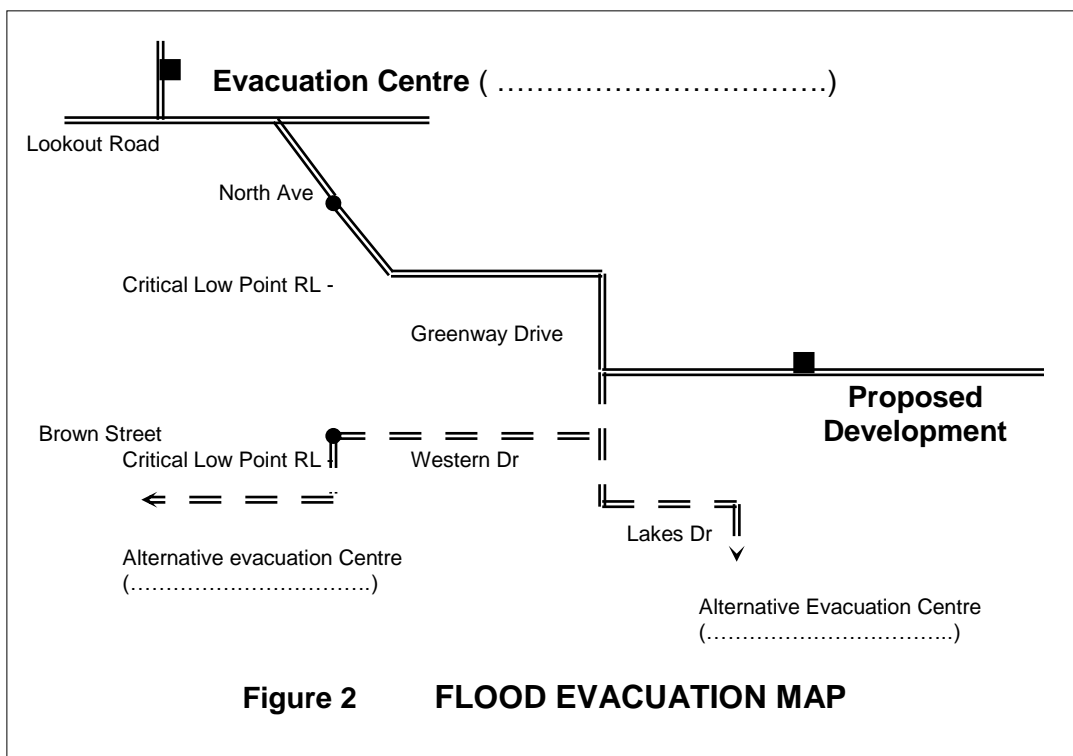 Evacuation Centre ( …………………………….)
Lookout Road
North Ave
Critical Low Point RL -
Greenway Drive
Proposed
Development
Brown Street
Critical Low Point RL -
Western Dr
Lakes Dr
Alternative evacuation Centre
(…………………………….)
Alternative Evacuation Centre
(……………………………..)
Figure 2 FLOOD EVACUATION MAP